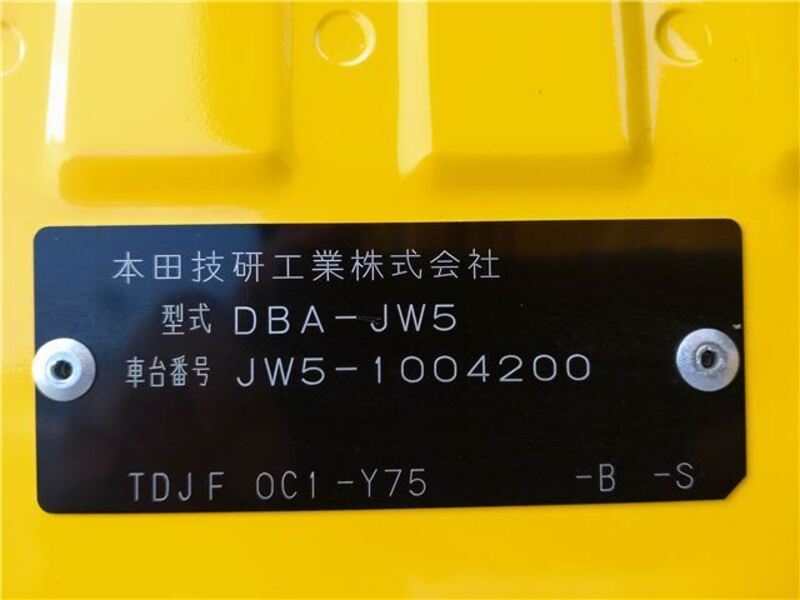 本田技研工業株式会社
型式 DBA-JW5
車台番号 JW5-1004200
TDJF 0C1-Y75 -B -S